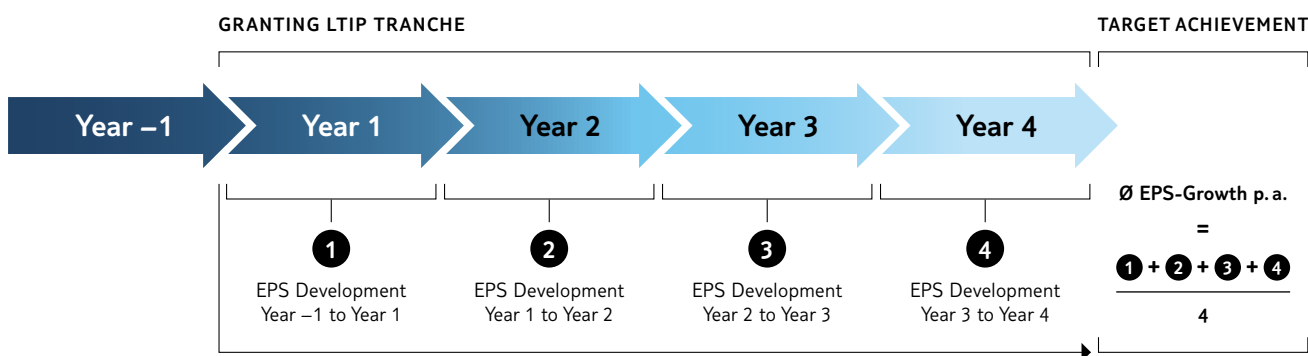 GRANTING LTIP TRANCHE
TARGET ACHIEVEMENT
Year –1
Year 1
Year 2
Year 3
Year 4
1
EPS Development
Year –1 to Year 1
2
EPS Development
Year 1 to Year 2
3
EPS Development
Year 2 to Year 3
4
EPS Development
Year 3 to Year 4
Ø EPS-Growth p. a.
=
1 + 2 + 3 + 4
4